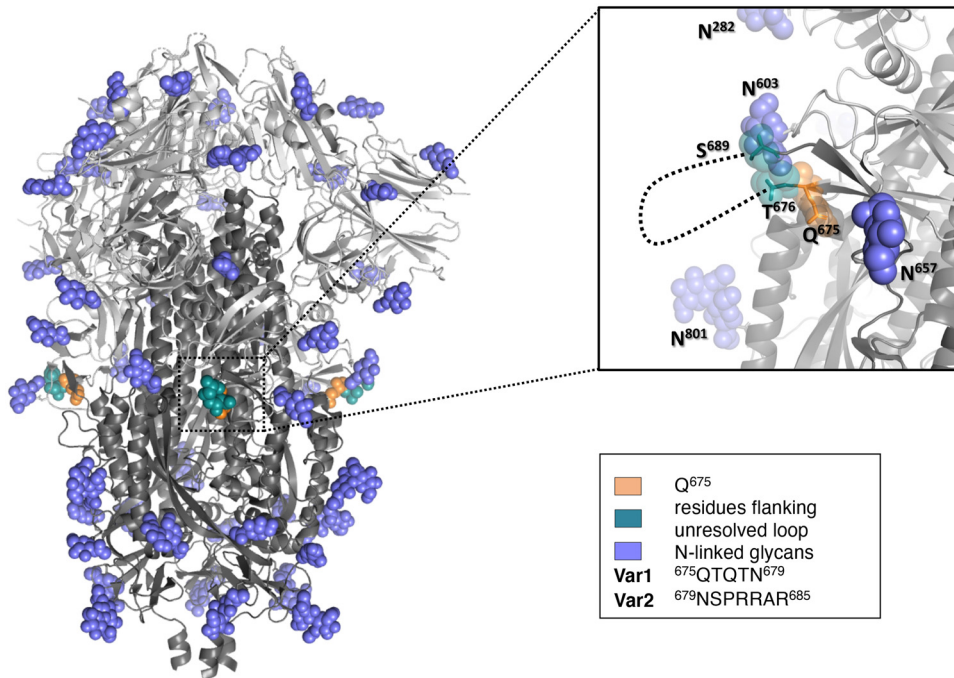 N²⁸²
N⁶⁰³
S⁶⁸⁹
T⁶⁷⁶
Q⁶⁷⁵
N⁶⁵⁷
N⁸⁰¹
Q⁶⁷⁵
residues flanking
unresolved loop
N-linked glycans
Var1 ⁶⁷⁵QTQTN⁶⁷⁹
Var2 ⁶⁷⁹NSPRRAR⁶⁸⁵